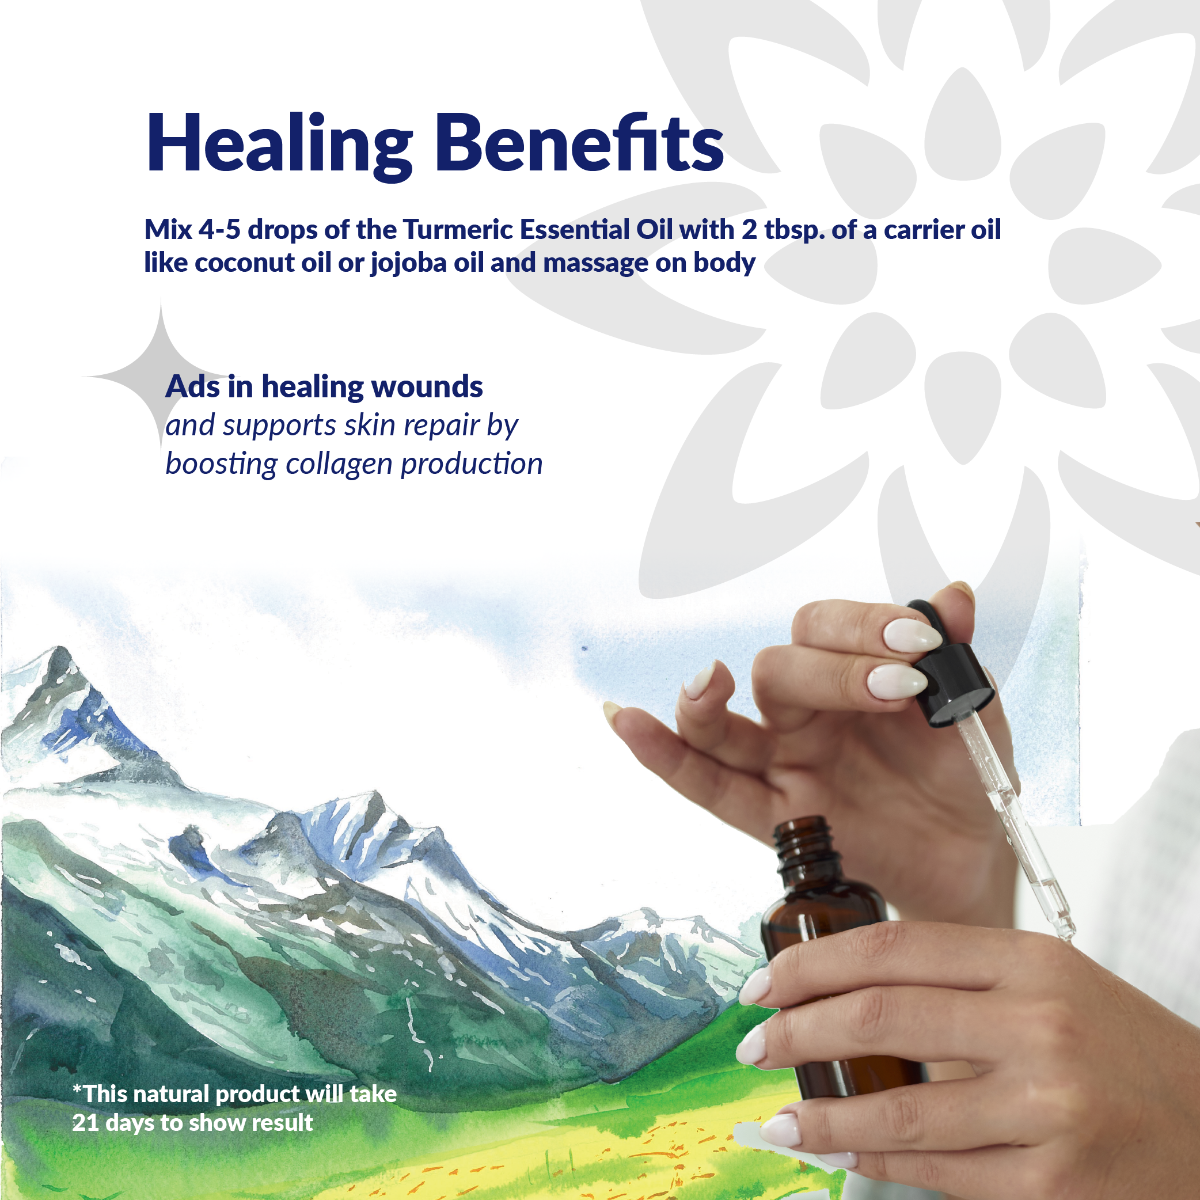 Healing Benefits
Mix 4-5 drops of the Turmeric Essential Oil with 2 tbsp. of a carrier oil
like coconut oil or jojoba oil and massage on body
Ads in healing wounds
and supports skin repair by
boosting collagen production
*This natural product will take
21 days to show result